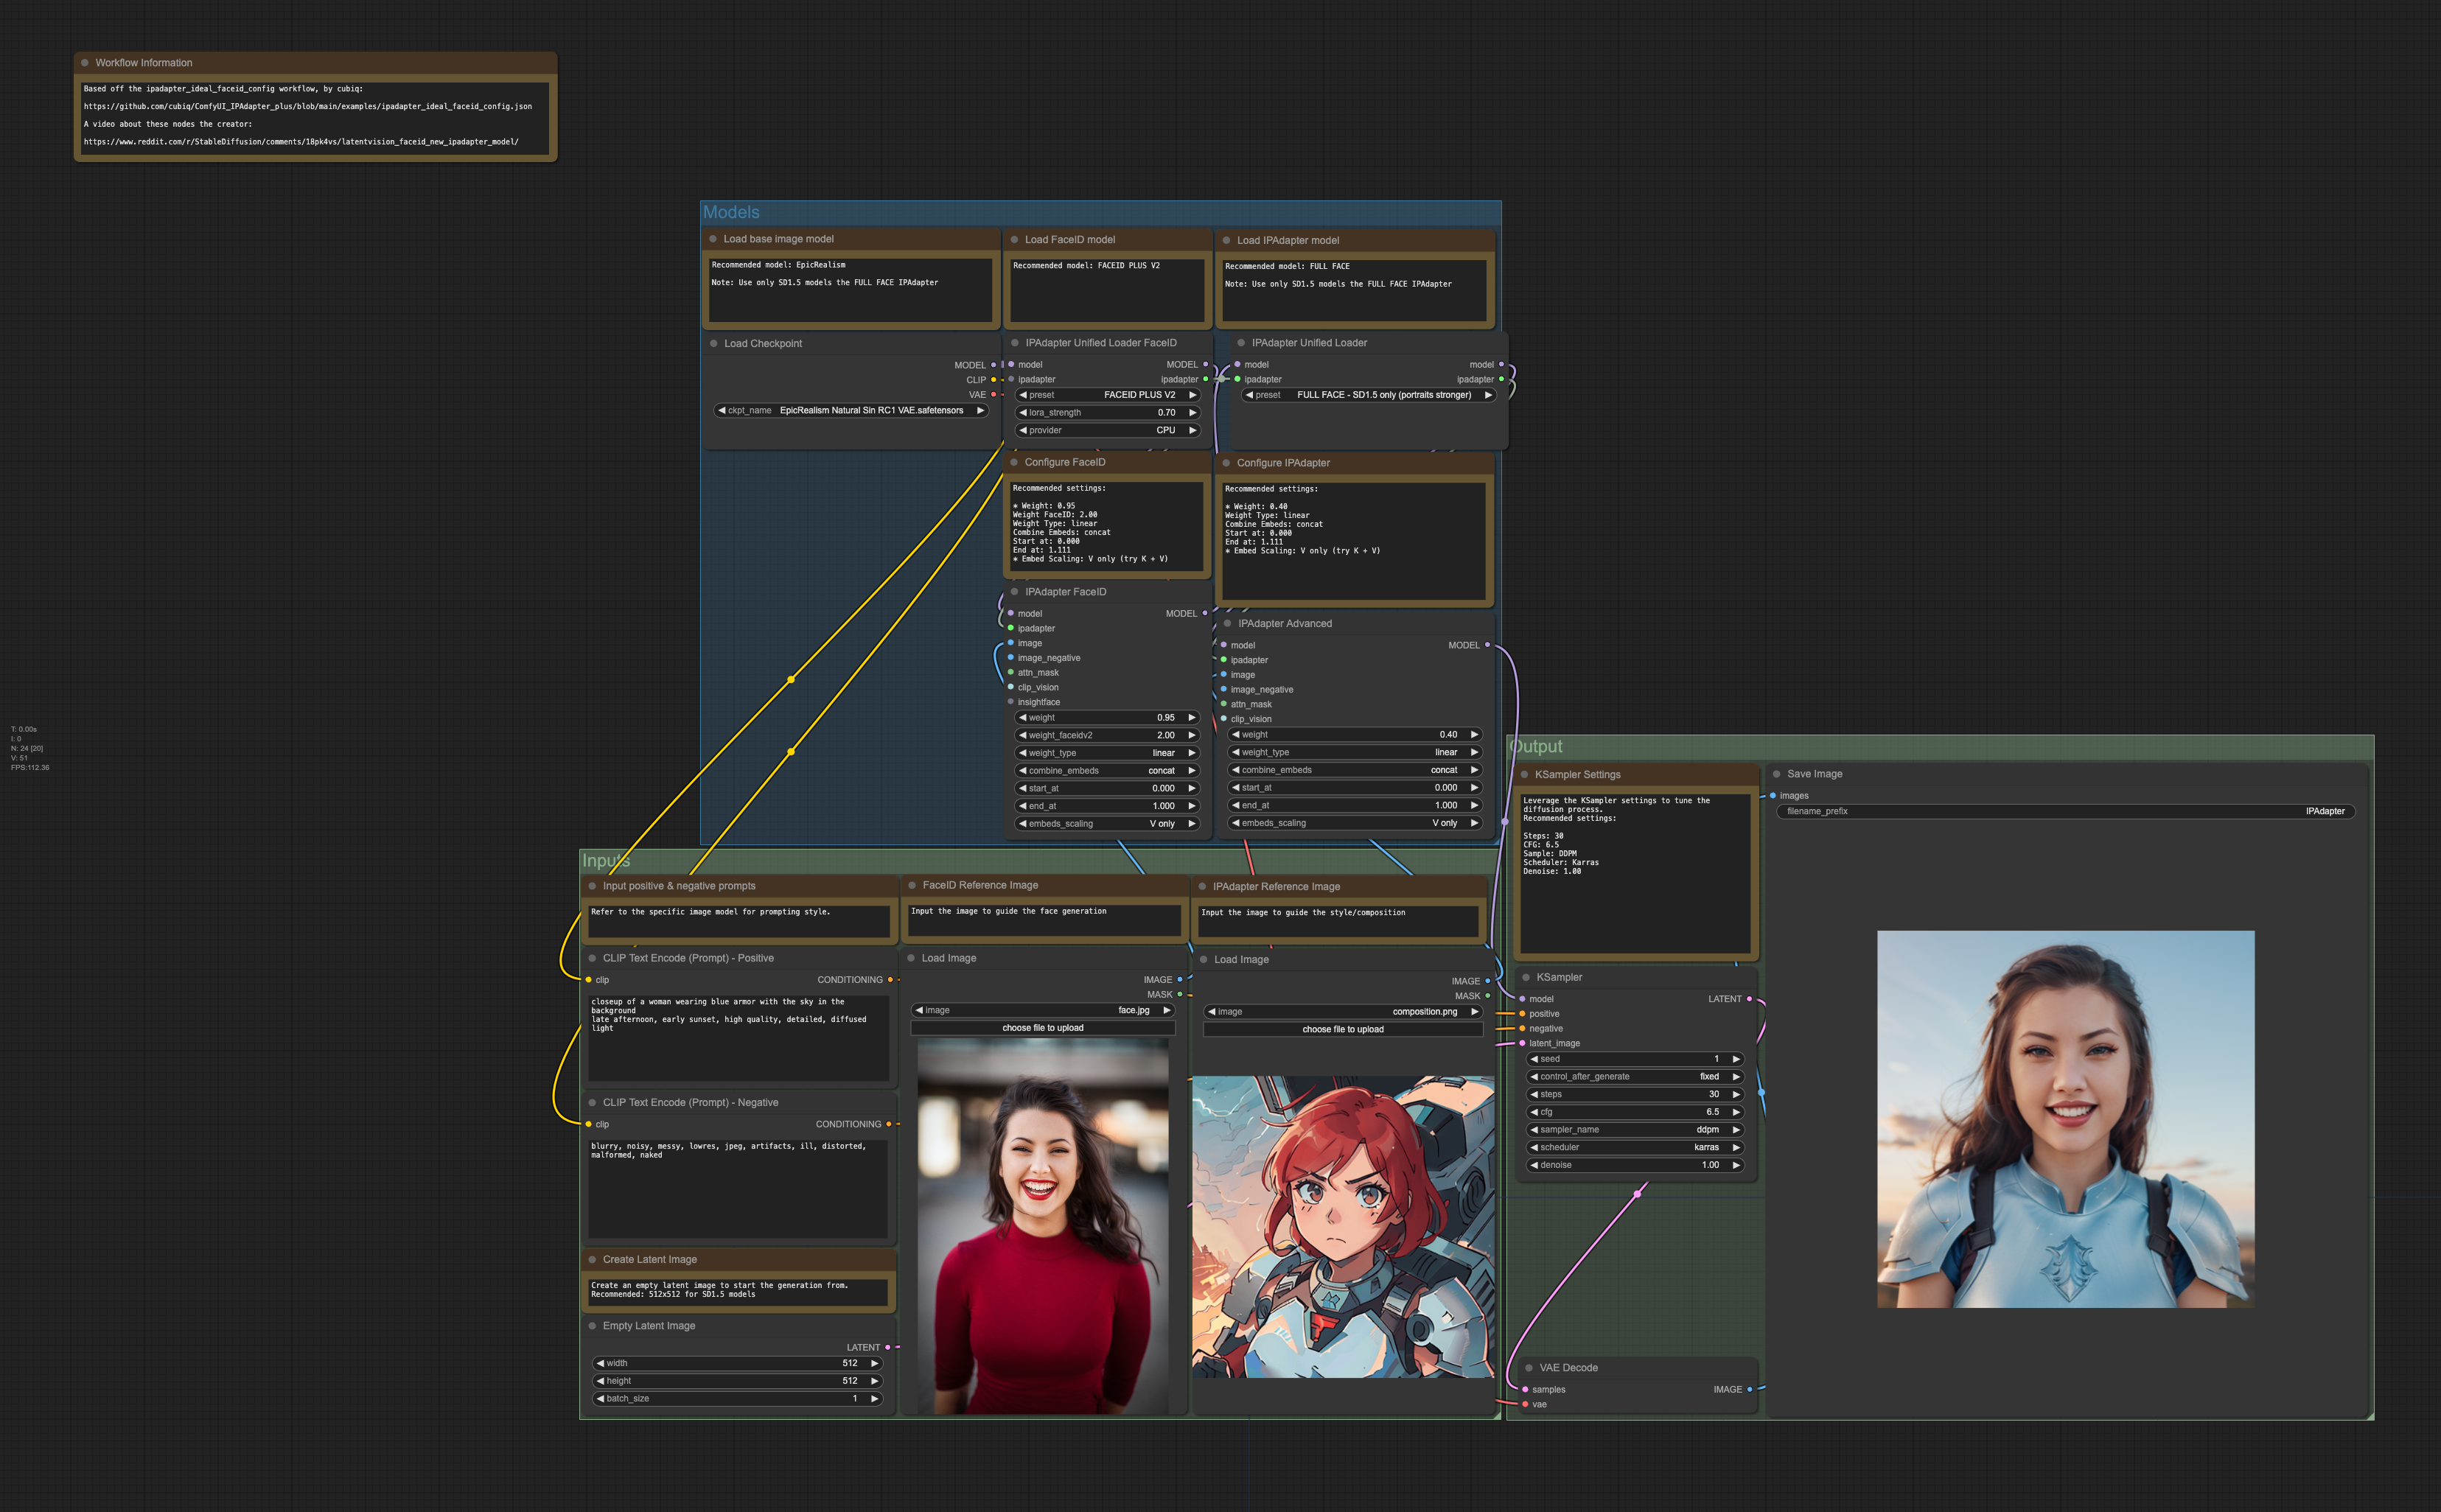 Workflow Information
Based off the ipadapter_ideal_faceid_config workflow, by cubiq:
https://github.com/cubiq/ComfyUI_IPAdapter_plus/blob/main/examples/ipadapter_ideal_faceid_config.json
A video about these nodes the creator:
https://www.reddit.com/r/StableDiffusion/comments/18pk4vs/latentvision_faceid_new_ipadapter_model/
Models
Load base image model
Recommended model: EpicRealism
Note: Use only SD1.5 models the FULL FACE IPAdapter
Load FaceID model
Recommended model: FACEID PLUS V2
Load IPAdapter model
Recommended model: FULL FACE
Note: Use only SD1.5 models the FULL FACE IPAdapter
Load Checkpoint
MODEL
CLIP
VAE
ckpt_name EpicRealism Natural Sin RC1 VAE.safetensors
IPAdapter Unified Loader FaceID
model MODEL
ipadapter ipadapter
preset FACEID PLUS V2
lora_strength 0.70
provider CPU
IPAdapter Unified Loader
model model
ipadapter ipadapter
preset FULL FACE - SD1.5 only (portraits stronger)
Configure FaceID
Recommended settings:
* Weight: 0.95
Weight FaceID: 2.00
Weight Type: linear
Combine Embeds: concat
Start at: 0.000
End at: 1.111
* Embed Scaling: V only (try K + V)
Configure IPAdapter
Recommended settings:
* Weight: 0.40
Weight Type: linear
Combine Embeds: concat
Start at: 0.000
End at: 1.111
* Embed Scaling: V only (try K + V)
IPAdapter FaceID
model MODEL
ipadapter
image
image_negative
attn_mask
clip_vision
insightface
weight 0.95
weight_faceidv2 2.00
weight_type linear
combine_embeds concat
start_at 0.000
end_at 1.000
embeds_scaling V only
IPAdapter Advanced
model MODEL
ipadapter
image
image_negative
attn_mask
clip_vision
weight 0.40
weight_type linear
combine_embeds concat
start_at 0.000
end_at 1.000
embeds_scaling V only
T: 0.00s
I: 0
N: 24 [20]
V: 51
FPS:112.36
Inputs
Input positive & negative prompts
Refer to the specific image model for prompting style.
FaceID Reference Image
Input the image to guide the face generation
IPAdapter Reference Image
Input the image to guide the style/composition
CLIP Text Encode (Prompt) - Positive
clip CONDITIONING
closeup of a woman wearing blue armor with the sky in the
background
late afternoon, early sunset, high quality, detailed, diffused
light
CLIP Text Encode (Prompt) - Negative
clip CONDITIONING
blurry, noisy, messy, lowres, jpeg, artifacts, ill, distorted,
malformed, naked
Create Latent Image
Create an empty latent image to start the generation from.
Recommended: 512x512 for SD1.5 models
Empty Latent Image
LATENT
width 512
height 512
batch_size 1
Load Image
IMAGE
MASK
image face.jpg
choose file to upload
Load Image
IMAGE
MASK
image composition.png
choose file to upload
Output
KSampler Settings
Leverage the KSampler settings to tune the
diffusion process.
Recommended settings:
Steps: 30
CFG: 6.5
Sample: DDPM
Scheduler: Karras
Denoise: 1.00
KSampler
model LATENT
positive
negative
latent_image
seed 1
control_after_generate fixed
steps 30
cfg 6.5
sampler_name ddpm
scheduler karras
denoise 1.00
VAE Decode
samples IMAGE
vae
Save Image
images
filename_prefix IPAdapter